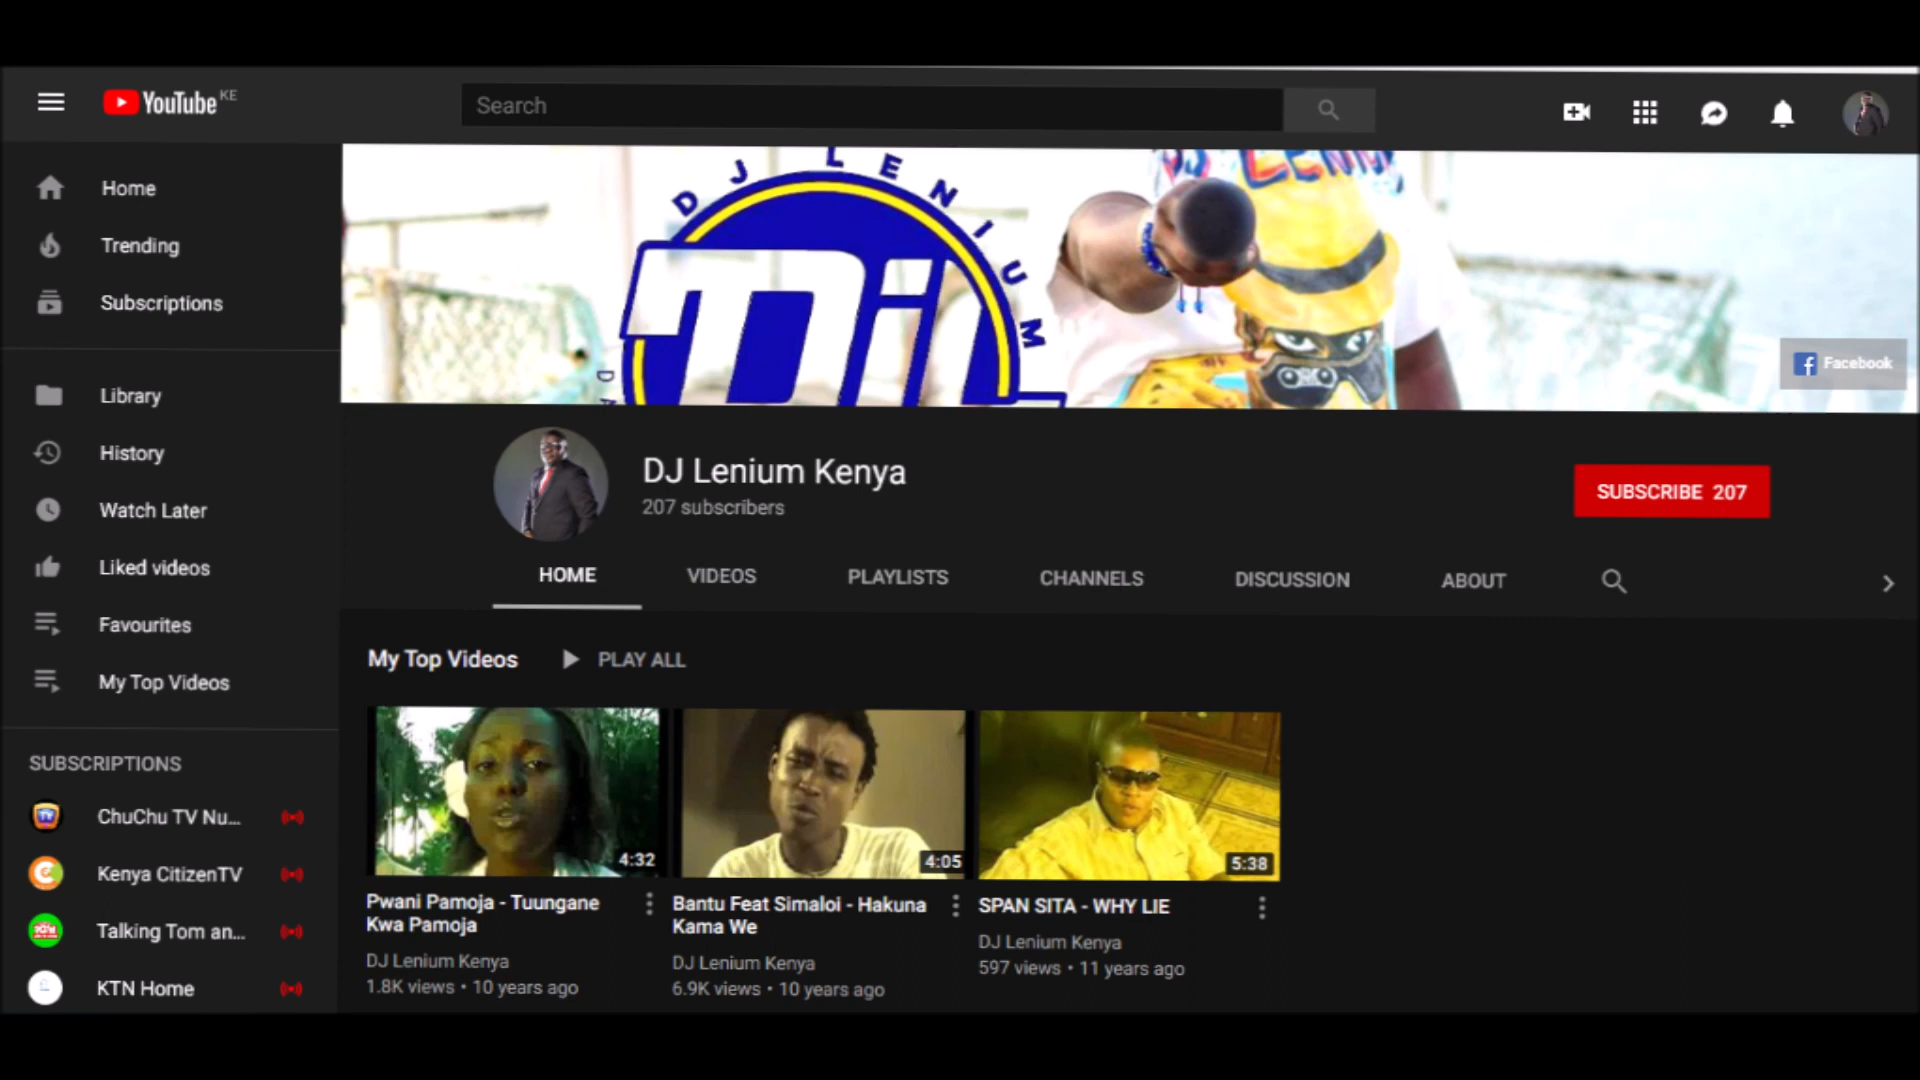 YouTube KE
Search
Home
Trending
Subscriptions
Library
History
Watch Later
Liked videos
Favourites
My Top Videos
SUBSCRIPTIONS
ChuChu TV Nu...
Kenya CitizenTV
Talking Tom an...
KTN Home
DJ LENIUM
DJL
DJ LENIUM
Facebook
DJ Lenium Kenya
207 subscribers
SUBSCRIBE 207
HOME VIDEOS PLAYLISTS CHANNELS DISCUSSION ABOUT
My Top Videos PLAY ALL
4:32
Pwani Pamoja - Tuungane
Kwa Pamoja
DJ Lenium Kenya
1.8K views • 10 years ago
4:05
Bantu Feat Simaloi - Hakuna
Kama We
DJ Lenium Kenya
6.9K views • 10 years ago
5:38
SPAN SITA - WHY LIE
DJ Lenium Kenya
597 views • 11 years ago